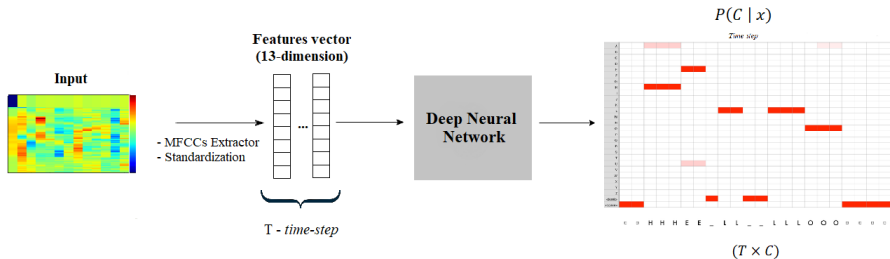 P(C | x)
Time step
Features vector
(13-dimension)
Input
...
Deep Neural
Network
- MFCCs Extractor
- Standardization
T - time-step
H H H E E _ L L _ _ L L L O O O
(T × C)